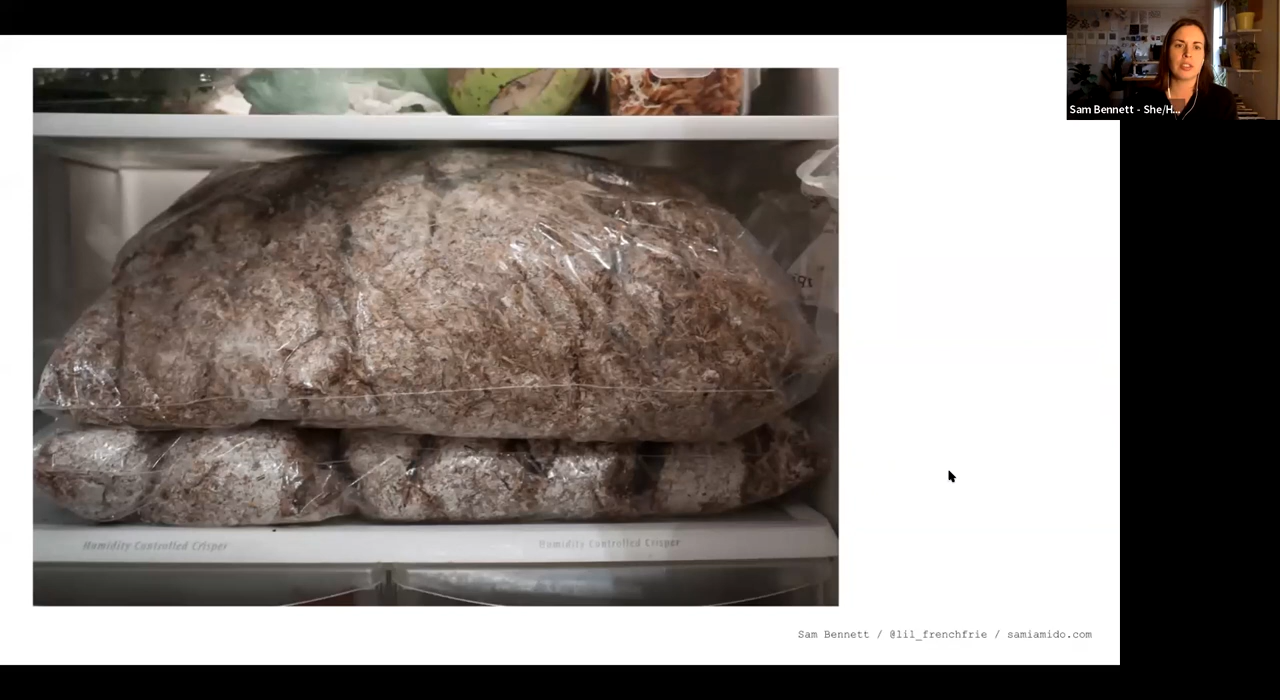 Sam Bennett - She/H...
Humidity Controlled Crisper
Humidity Controlled Crisper
Sam Bennett / @lil_frenchfrie / samiamido.com